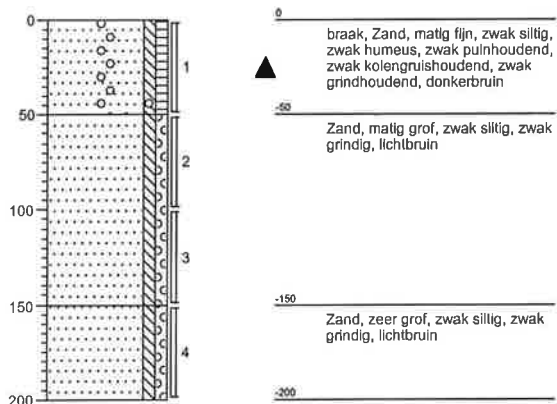 0
50
100
150
200
1
2
3
4
0
braak, Zand, matig fijn, zwak siltig,
zwak humeus, zwak puinhoudend,
zwak kolengruishoudend, zwak
grindhoudend, donkerbruin
-50
Zand, matig grof, zwak siltig, zwak
grindig, lichtbruin
-150
Zand, zeer grof, zwak siltig, zwak
grindig, lichtbruin
-200